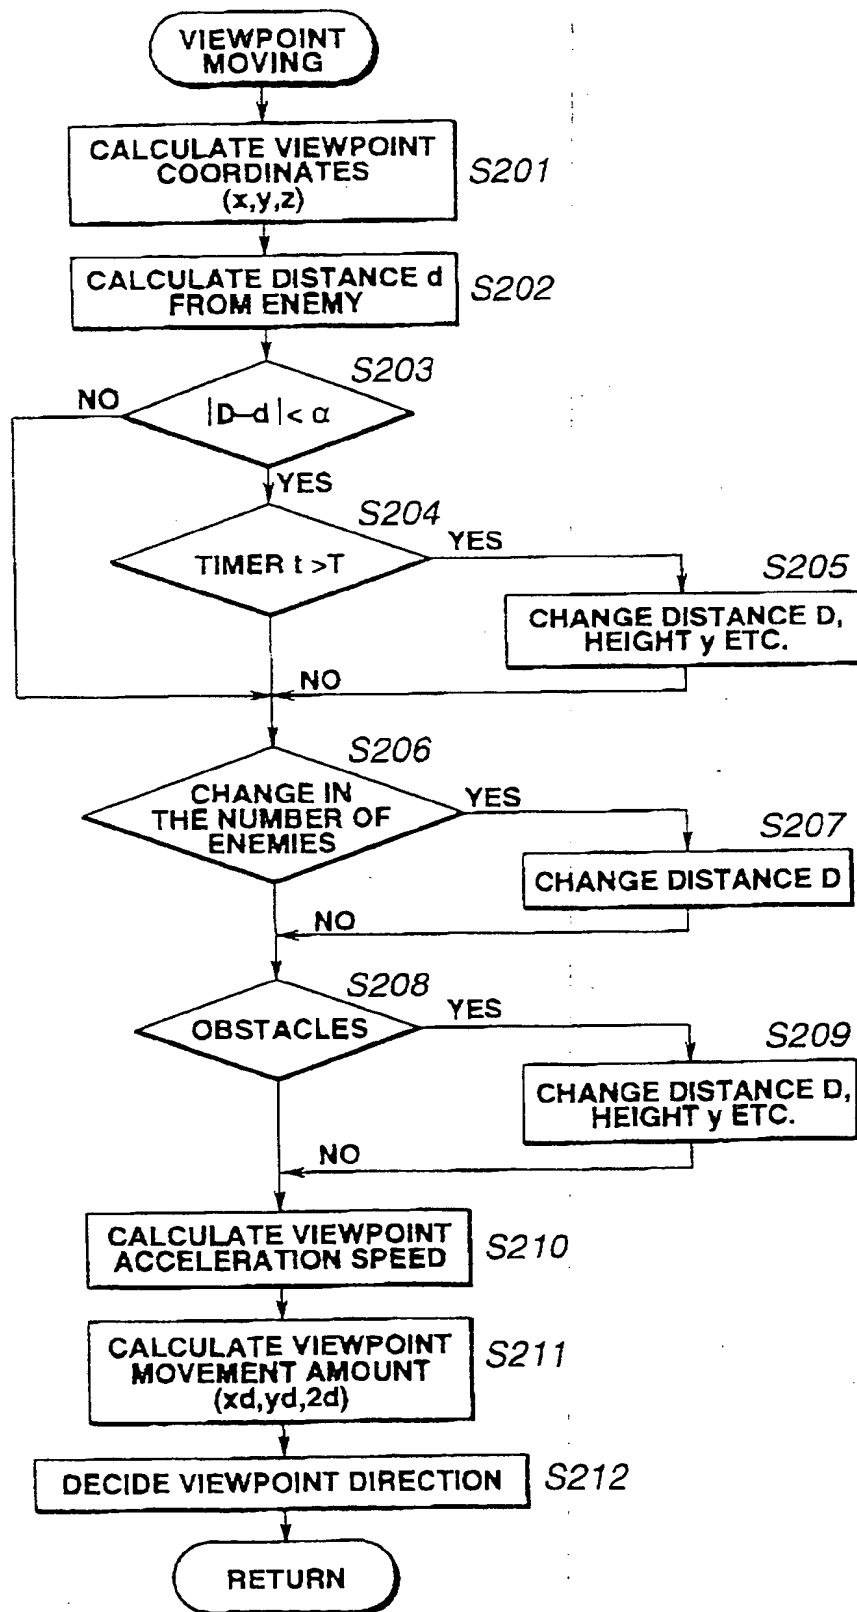 VIEWPOINT
MOVING
CALCULATE VIEWPOINT
COORDINATES
(x,y,z)
S201
CALCULATE DISTANCE d
FROM ENEMY
S202
S203
NO
|D-d|< α
YES
S204
YES
TIMER t >T
S205
CHANGE DISTANCE D,
HEIGHT y ETC.
NO
S206
CHANGE IN
THE NUMBER OF
ENEMIES
YES
S207
CHANGE DISTANCE D
NO
S208
YES
OBSTACLES
S209
CHANGE DISTANCE D,
HEIGHT y ETC.
NO
CALCULATE VIEWPOINT
ACCELERATION SPEED
S210
CALCULATE VIEWPOINT
MOVEMENT AMOUNT
(xd,yd,2d)
S211
DECIDE VIEWPOINT DIRECTION
S212
RETURN